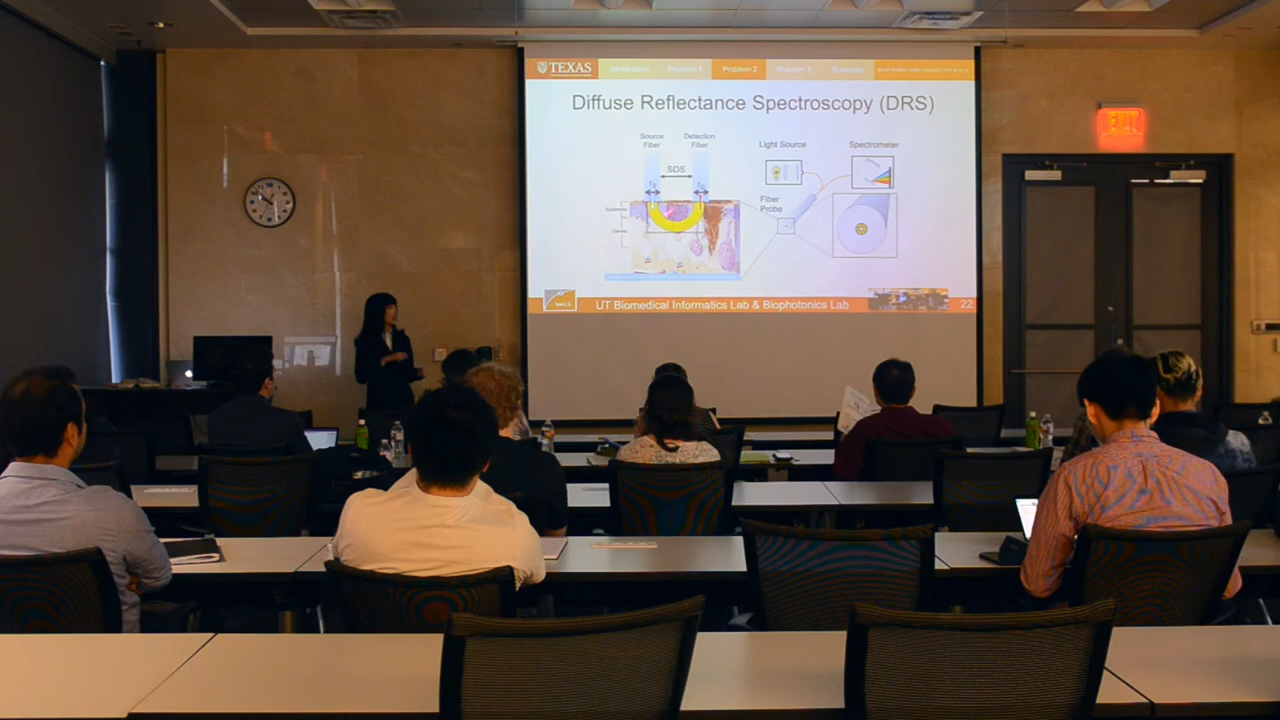 TEXAS
Introduction
Problem 1
Problem 2
Problem 3
Summary
Diffuse Reflectance Spectroscopy (DRS)
Source
Fiber
Detection
Fiber
Light Source
Spectrometer
SDS
Fiber
Probe
UT Biomedical Informatics Lab & Biophotonics Lab
22
EXIT